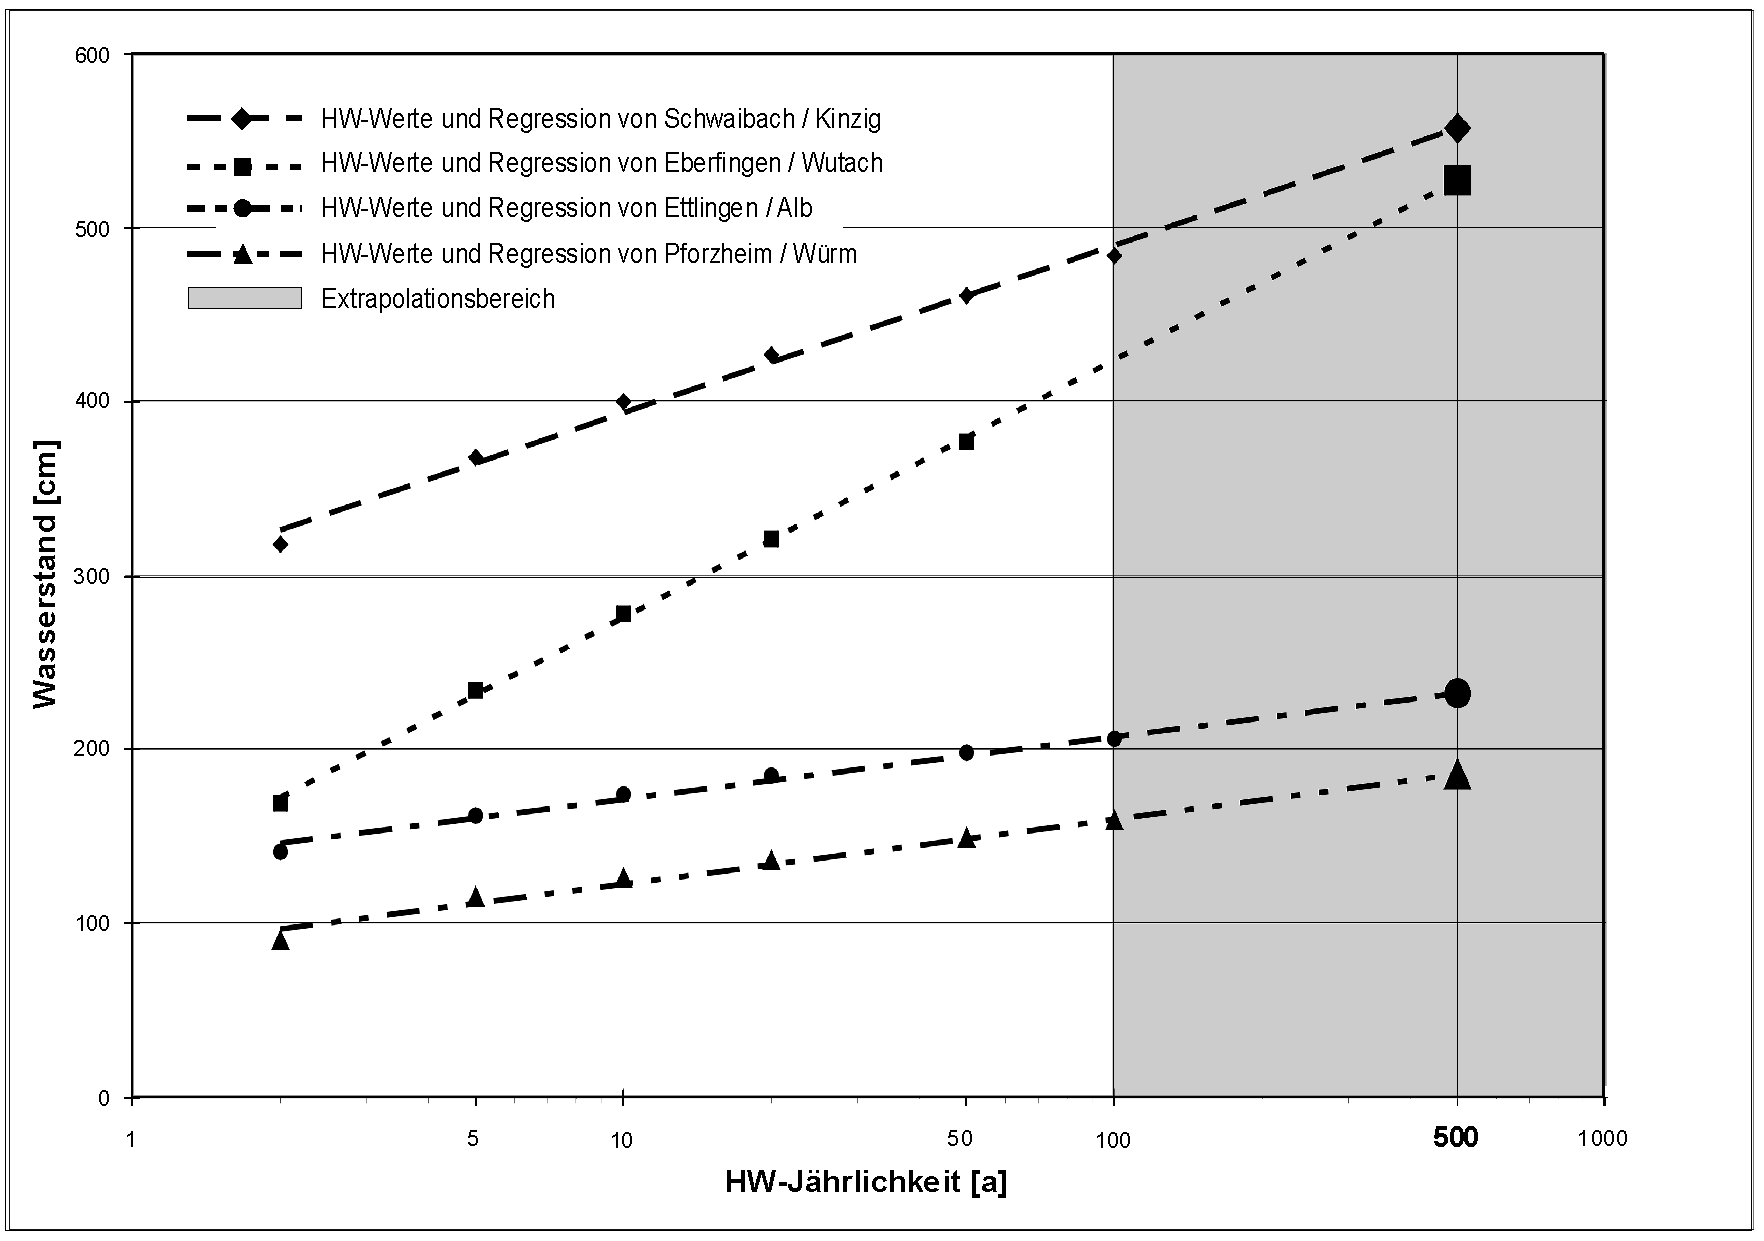 600
HW-Werte und Regression von Schwaibach / Kinzig
HW-Werte und Regression von Eberfingen / Wutach
HW-Werte und Regression von Ettlingen / Alb
500
HW-Werte und Regression von Pforzheim / Würm
Extrapolationsbereich
400
300
200
100
0
Wasserstand [cm]
1 5 10 50 100 500 1000
HW-Jährlichkeit [a]